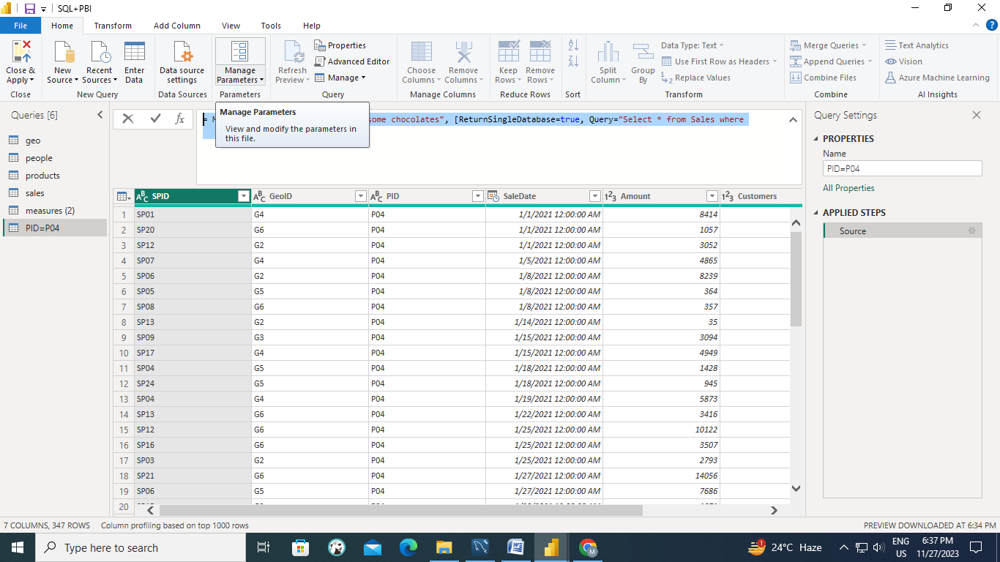 SQL+PBI
File Home Transform Add Column View Tools Help
Close & Apply
New Source
Recent Sources
Enter Data
Data source settings
Manage Parameters
Refresh Preview
Properties
Advanced Editor
Manage
Choose Columns
Remove Columns
Keep Rows
Remove Rows
Split Column
Group By
Data Type: Text
Use First Row as Headers
Replace Values
Merge Queries
Append Queries
Combine Files
Text Analytics
Vision
Azure Machine Learning
Close New Query Data Sources Parameters Query Manage Columns Reduce Rows Sort Transform Combine AI Insights
Queries [6]
geo
people
products
sales
measures (2)
PID=P04
fx
= M
some chocolates", [ReturnSingleDatabase=true, Query="Select * from Sales where
Manage Parameters
View and modify the parameters in
this file.
SPID GeoID PID SaleDate Amount Customers
1 SP01 G4 P04 1/1/2021 12:00:00 AM 8414
2 SP20 G6 P04 1/1/2021 12:00:00 AM 1057
3 SP12 G2 P04 1/1/2021 12:00:00 AM 3052
4 SP07 G4 P04 1/5/2021 12:00:00 AM 4865
5 SP06 G2 P04 1/8/2021 12:00:00 AM 8239
6 SP05 G5 P04 1/8/2021 12:00:00 AM 364
7 SP08 G6 P04 1/8/2021 12:00:00 AM 357
8 SP13 G2 P04 1/14/2021 12:00:00 AM 35
9 SP09 G3 P04 1/15/2021 12:00:00 AM 3094
10 SP17 G4 P04 1/15/2021 12:00:00 AM 4949
11 SP04 G5 P04 1/18/2021 12:00:00 AM 1428
12 SP24 G5 P04 1/18/2021 12:00:00 AM 945
13 SP04 G4 P04 1/19/2021 12:00:00 AM 5873
14 SP13 G6 P04 1/22/2021 12:00:00 AM 3416
15 SP12 G6 P04 1/25/2021 12:00:00 AM 10122
16 SP16 G6 P04 1/25/2021 12:00:00 AM 3507
17 SP03 G2 P04 1/25/2021 12:00:00 AM 2793
18 SP21 G6 P04 1/27/2021 12:00:00 AM 14056
19 SP06 G5 P04 1/27/2021 12:00:00 AM 7686
20
Query Settings
PROPERTIES
Name
PID=P04
All Properties
APPLIED STEPS
Source
7 COLUMNS, 347 ROWS Column profiling based on top 1000 rows PREVIEW DOWNLOADED AT 6:34 PM
Type here to search
24°C Haze
ENG
US
6:37 PM
11/27/2023